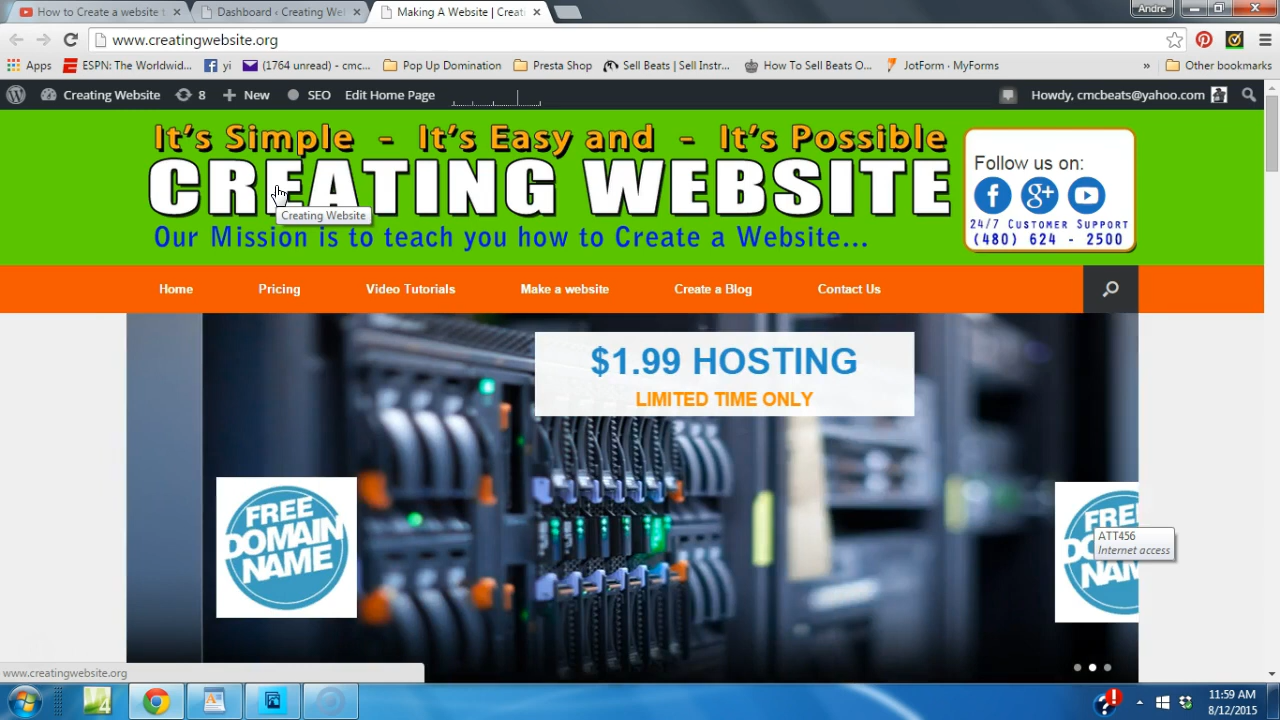 How to Create a website t
Dashboard ‹ Creating Wel
Making A Website | Creati
Andre
www.creatingwebsite.org
Apps
ESPN: The Worldwid...
yi
(1764 unread) - cmc...
Pop Up Domination
Presta Shop
Sell Beats | Sell Instr...
How To Sell Beats O...
JotForm · MyForms
»
Other bookmarks
Creating Website
8
New
SEO
Edit Home Page
Howdy, cmcbeats@yahoo.com
It's Simple - It's Easy and - It's Possible
CREATING WEBSITE
Creating Website
Our Mission is to teach you how to Create a Website...
Follow us on:
24/7 Customer Support
(480) 624 - 2500
Home
Pricing
Video Tutorials
Make a website
Create a Blog
Contact Us
$1.99 HOSTING
LIMITED TIME ONLY
FREE
DOMAIN
NAME
FREE
DO
NAM
ATT456
Internet access
www.creatingwebsite.org
11:59 AM
8/12/2015